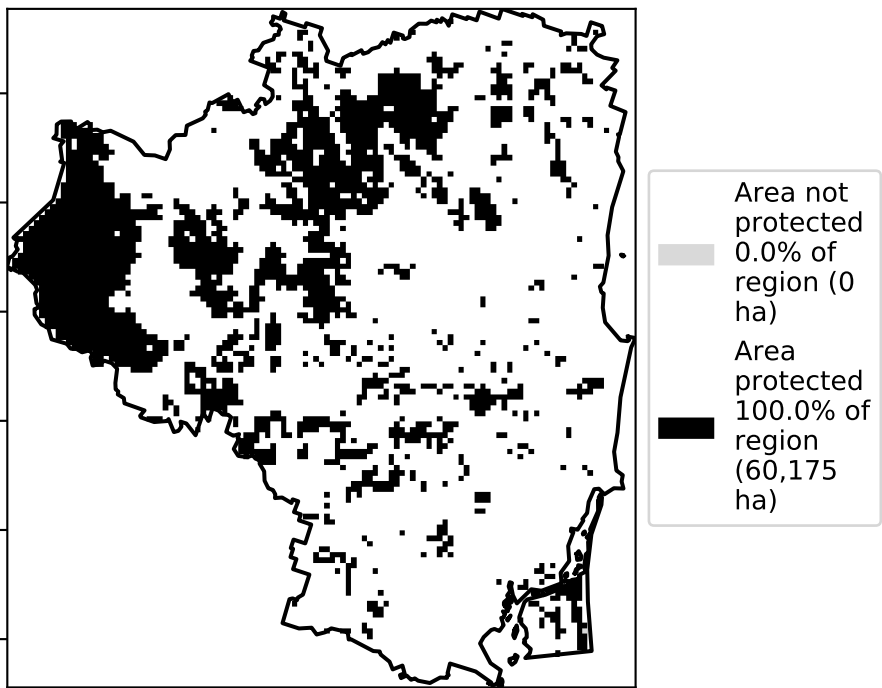 Area not
protected
0.0% of
region (0
ha)
Area
protected
100.0% of
region
(60,175
ha)